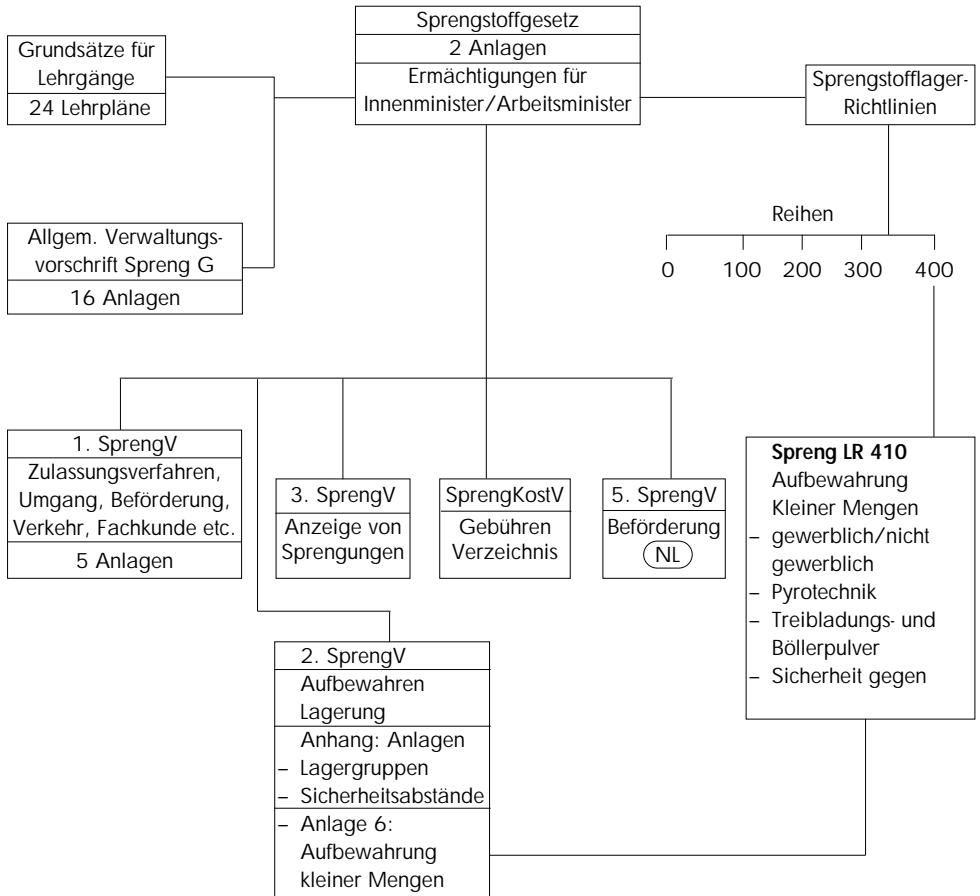 Sprengstoffgesetz
2 Anlagen
Ermächtigungen für
Innenminister/Arbeitsminister
Grundsätze für
Lehrgänge
24 Lehrpläne
Sprengstofflager-
Richtlinien
Allgem. Verwaltungs-
vorschrift Spreng G
16 Anlagen
Reihen
0 100 200 300 400
1. SprengV
Zulassungsverfahren,
Umgang, Beförderung,
Verkehr, Fachkunde etc.
5 Anlagen
3. SprengV
Anzeige von
Sprengungen
SprengKostV
Gebühren
Verzeichnis
5. SprengV
Beförderung
NL
Spreng LR 410
Aufbewahrung
Kleiner Mengen
– gewerblich/nicht
gewerblich
– Pyrotechnik
– Treibladungs- und
Böllerpulver
– Sicherheit gegen
2. SprengV
Aufbewahren
Lagerung
Anhang: Anlagen
– Lagergruppen
– Sicherheitsabstände
– Anlage 6:
Aufbewahrung
kleiner Mengen